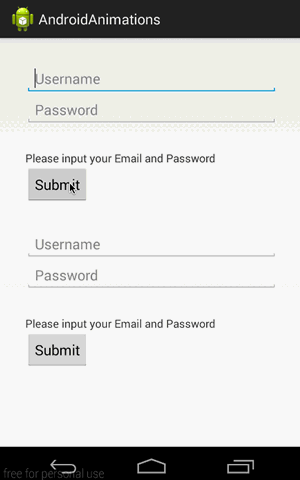 AndroidAnimations
Username
Password
Please input your Email and Password
Submit
Username
Password
Please input your Email and Password
Submit
free for personal use